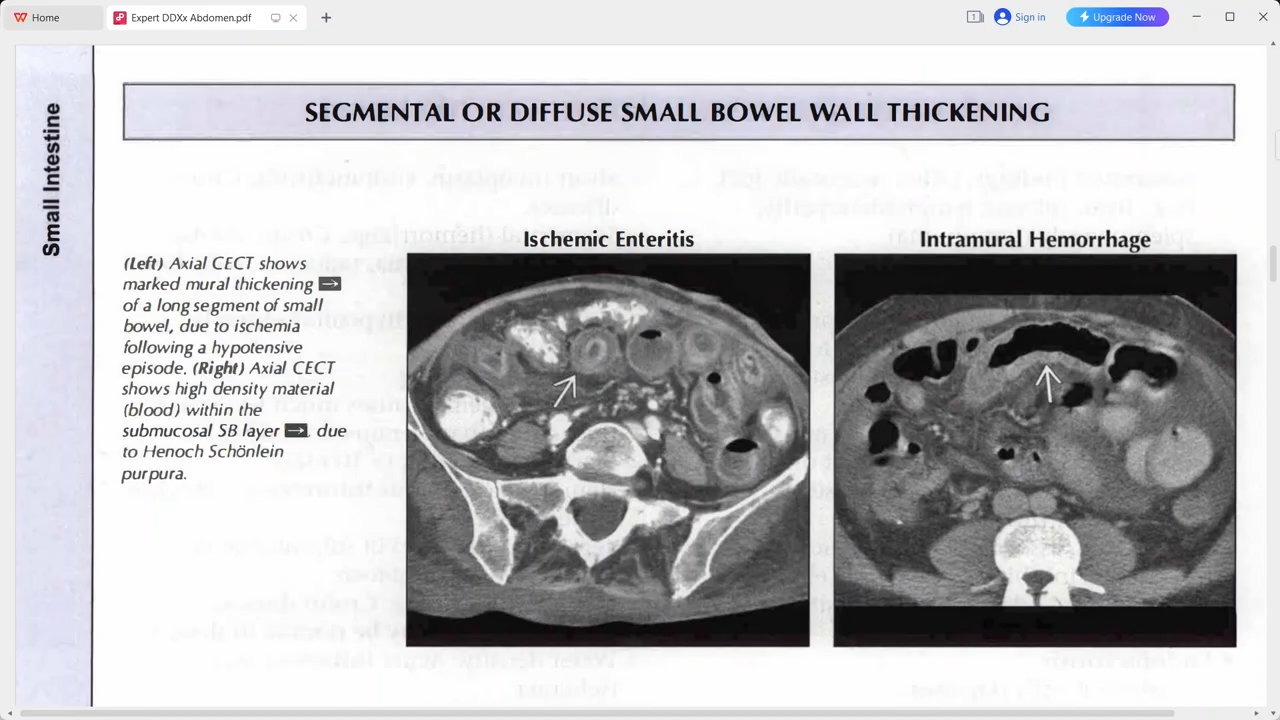 Home
Expert DDXx Abdomen.pdf
1
Sign in
Upgrade Now
Small Intestine
SEGMENTAL OR DIFFUSE SMALL BOWEL WALL THICKENING
(Left) Axial CECT shows
marked mural thickening
of a long segment of small
bowel, due to ischemia
following a hypotensive
episode. (Right) Axial CECT
shows high density material
(blood) within the
submucosal SB layer , due
to Henoch Schönlein
purpura.
Ischemic Enteritis
Intramural Hemorrhage